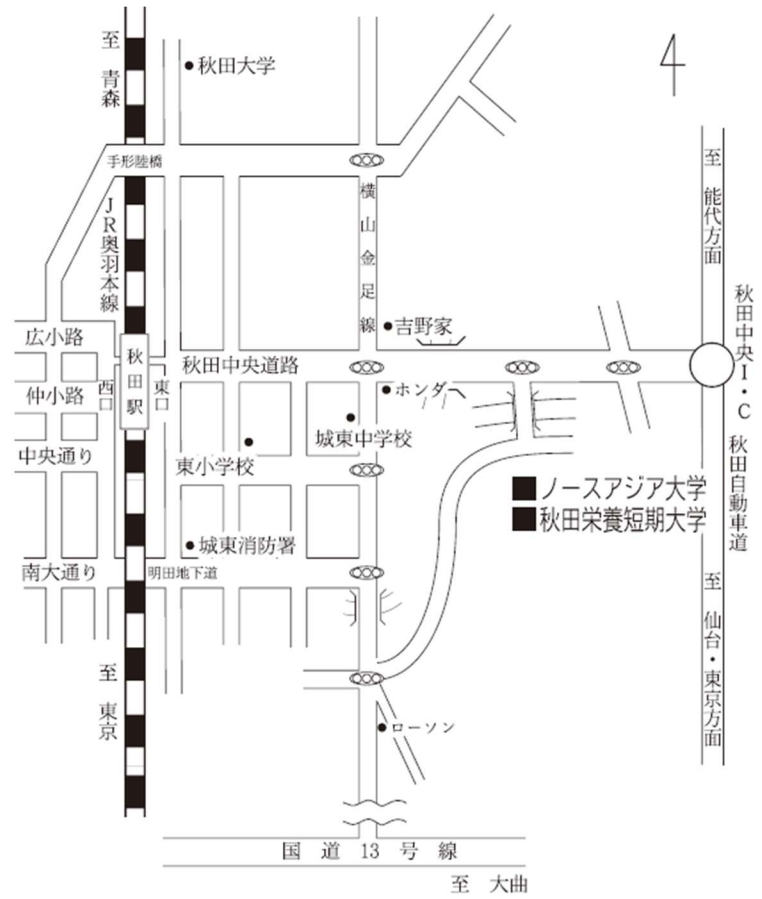 至 青森
秋田大学
手形陸橋
JR奥羽本線
横山金足線
至 能代方面
吉野家
広小路
秋田中央道路
秋田中央I・C
仲小路
西口
秋田駅
東口
ホンダ
城東中学校
中央通り
東小学校
秋田自動車道
ノースアジア大学
秋田栄養短期大学
城東消防署
南大通り
明田地下道
至 仙台・東京方面
至 東京
ローソン
国道13号線
至 大曲